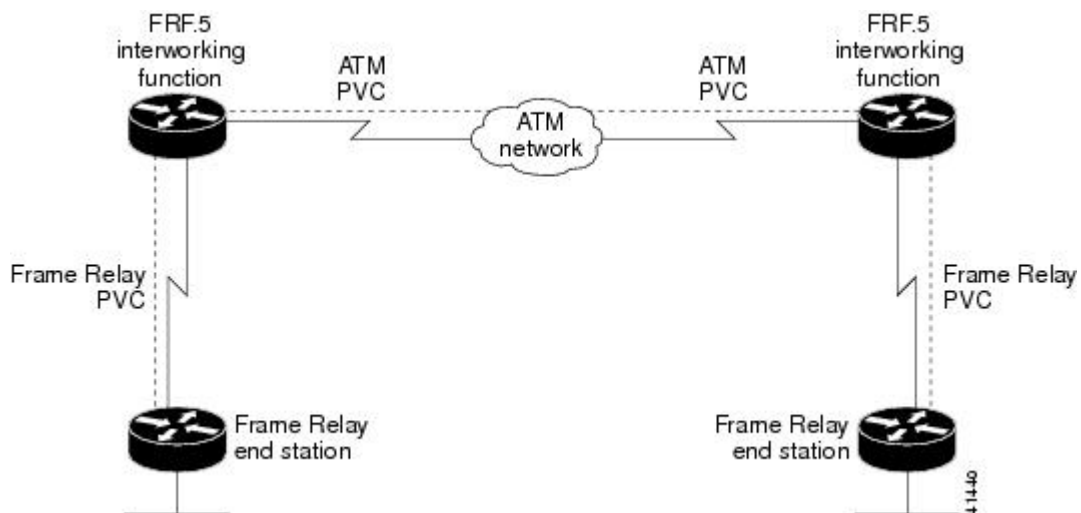 FRF.5
interworking
function
FRF.5
interworking
function
ATM
PVC
ATM
PVC
ATM
network
Frame Relay
PVC
Frame Relay
PVC
Frame Relay
end station
Frame Relay
end station
41440